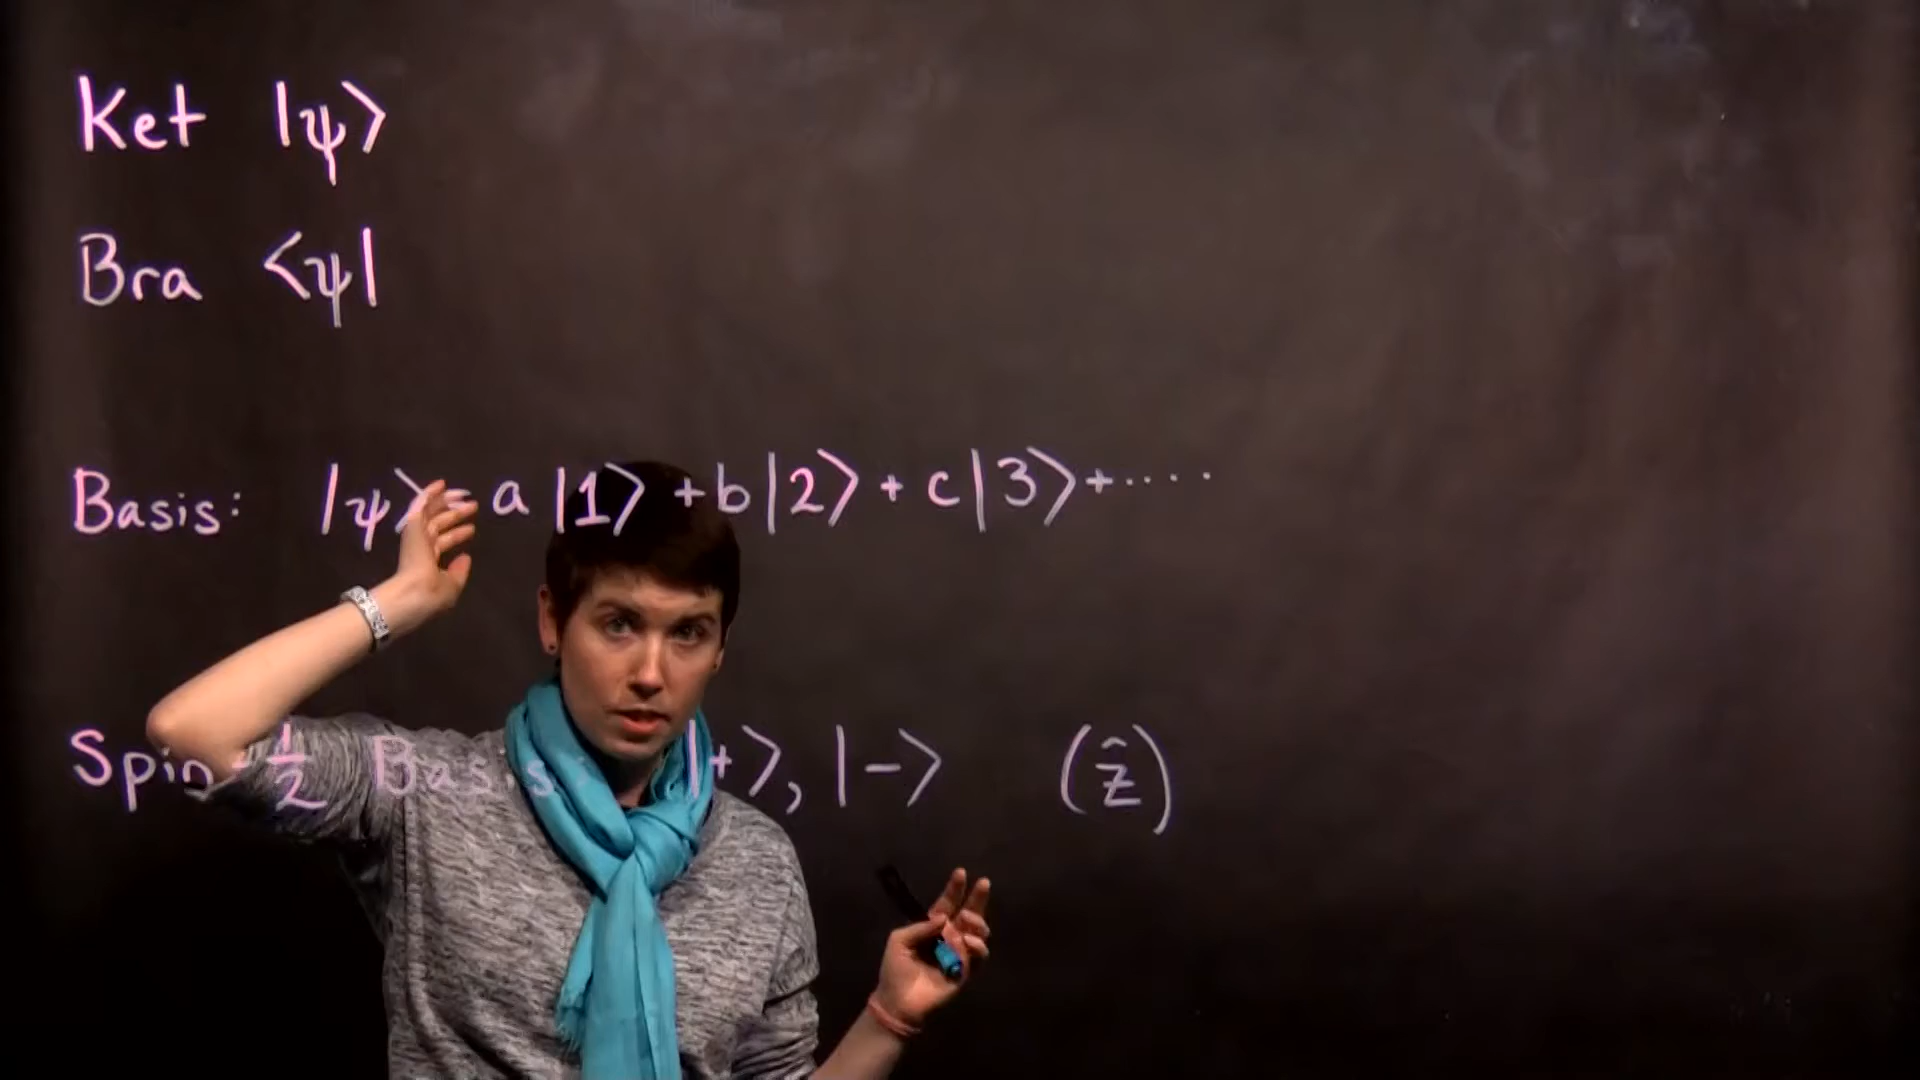 Ket |ψ⟩
Bra <ψ|
Basis: |ψ⟩ = a |1⟩ + b |2⟩ + c |3⟩ + ····
Spin-½ Basis: |+⟩, |−⟩ (ẑ)